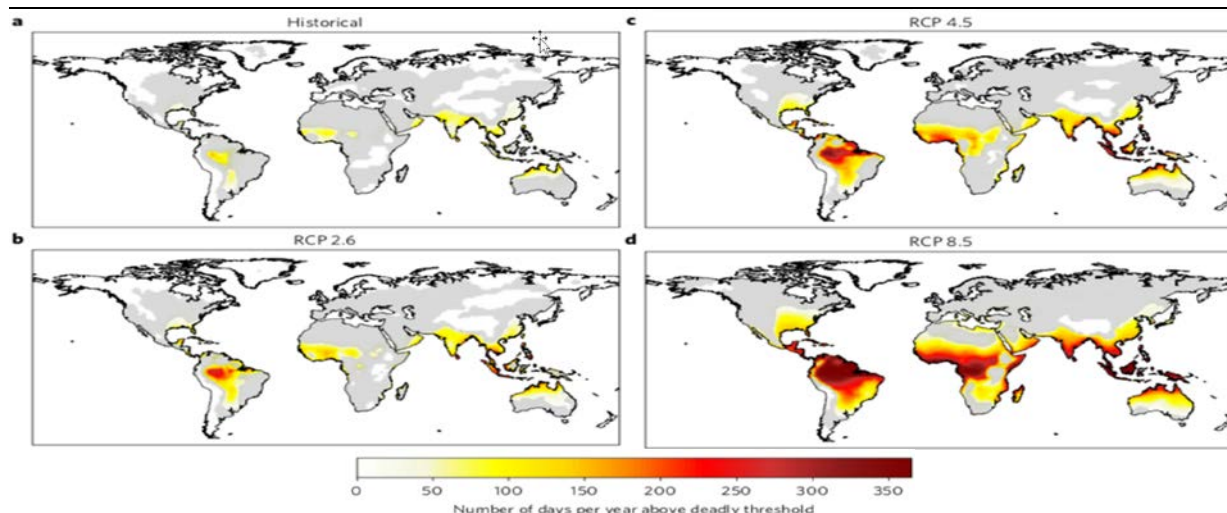 a Historical
c RCP 4.5
b RCP 2.6
d RCP 8.5
0 50 100 150 200 250 300 350
Number of days per year above deadly threshold